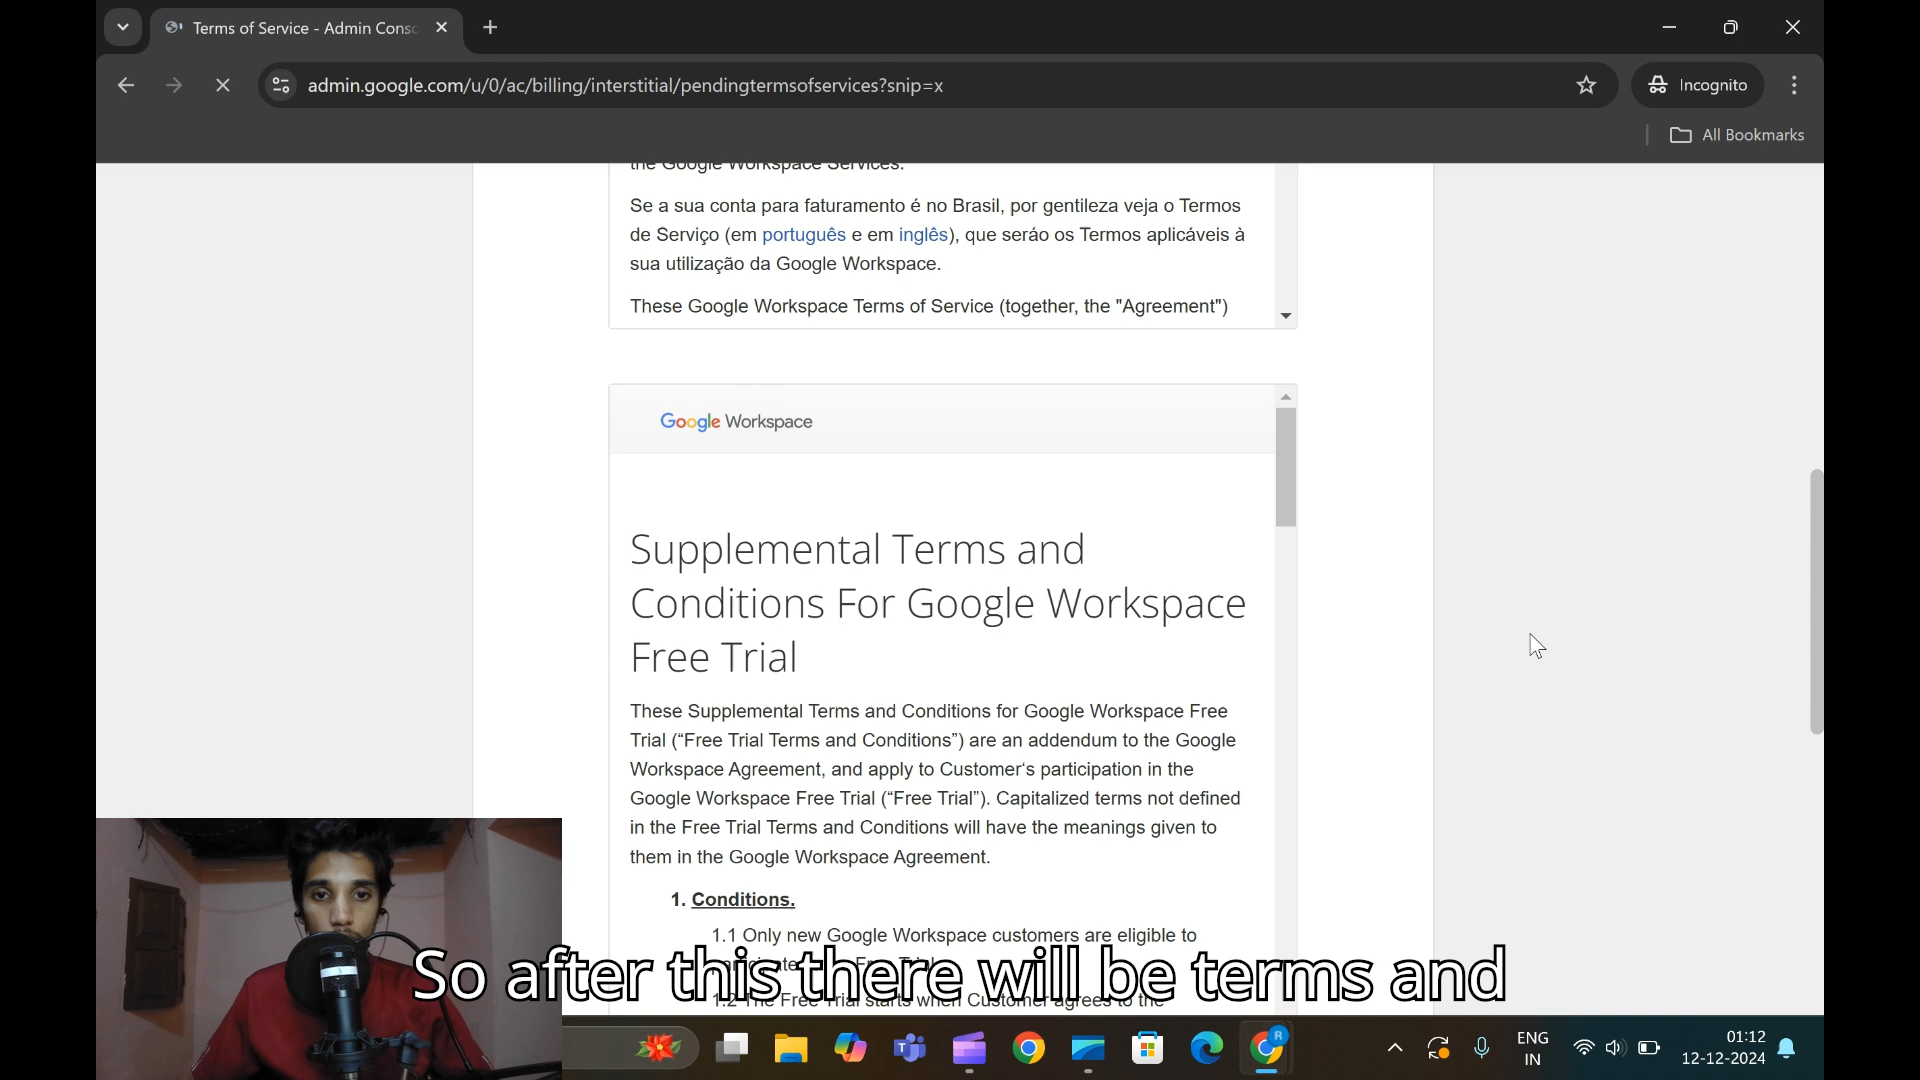 Terms of Service - Admin Conso
admin.google.com/u/0/ac/billing/interstitial/pendingtermsofservices?snip=x
Incognito
All Bookmarks
the Google Workspace Services.
Se a sua conta para faturamento é no Brasil, por gentileza veja o Termos
de Serviço (em português e em inglês), que seráo os Termos aplicáveis à
sua utilização da Google Workspace.
These Google Workspace Terms of Service (together, the "Agreement")
Google Workspace
Supplemental Terms and
Conditions For Google Workspace
Free Trial
These Supplemental Terms and Conditions for Google Workspace Free
Trial (“Free Trial Terms and Conditions”) are an addendum to the Google
Workspace Agreement, and apply to Customer‘s participation in the
Google Workspace Free Trial (“Free Trial”). Capitalized terms not defined
in the Free Trial Terms and Conditions will have the meanings given to
them in the Google Workspace Agreement.
1. Conditions.
1.1 Only new Google Workspace customers are eligible to
So after this there will be terms and
1.2 The Free Trial starts when Customer agrees to the
ENG
IN
01:12
12-12-2024